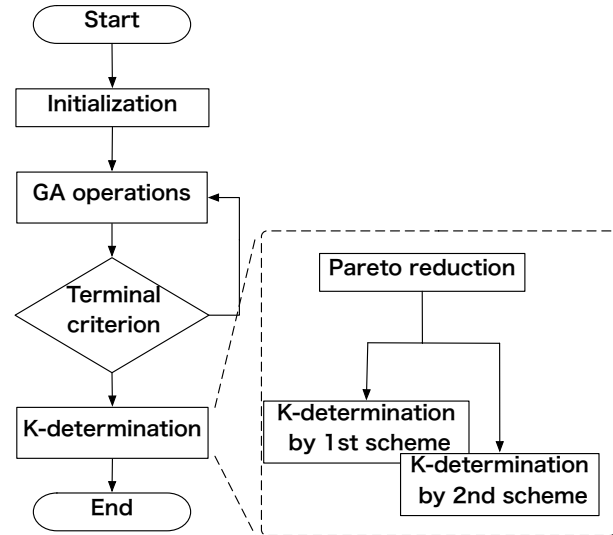 Start
Initialization
GA operations
Terminal
criterion
K-determination
End
Pareto reduction
K-determination
by 1st scheme
K-determination
by 2nd scheme